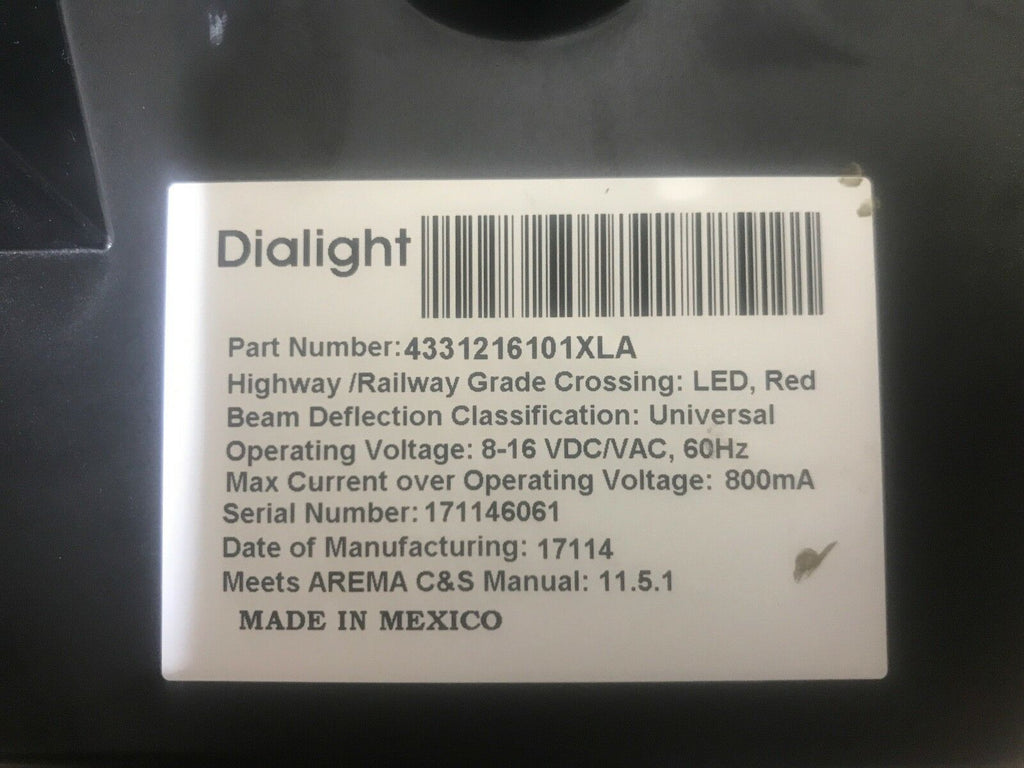 Dialight
Part Number:4331216101XLA
Highway /Railway Grade Crossing: LED, Red
Beam Deflection Classification: Universal
Operating Voltage: 8-16 VDC/VAC, 60Hz
Max Current over Operating Voltage: 800mA
Serial Number: 171146061
Date of Manufacturing: 17114
Meets AREMA C&S Manual: 11.5.1
MADE IN MEXICO